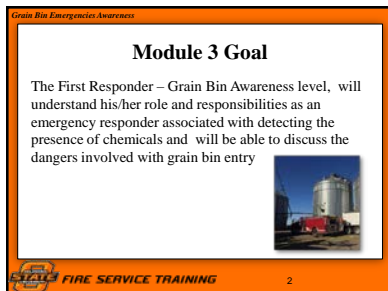 Grain Bin Emergencies Awareness
Module 3 Goal
The First Responder – Grain Bin Awareness level, will
understand his/her role and responsibilities as an
emergency responder associated with detecting the
presence of chemicals and will be able to discuss the
dangers involved with grain bin entry
FIRE SERVICE TRAINING
2